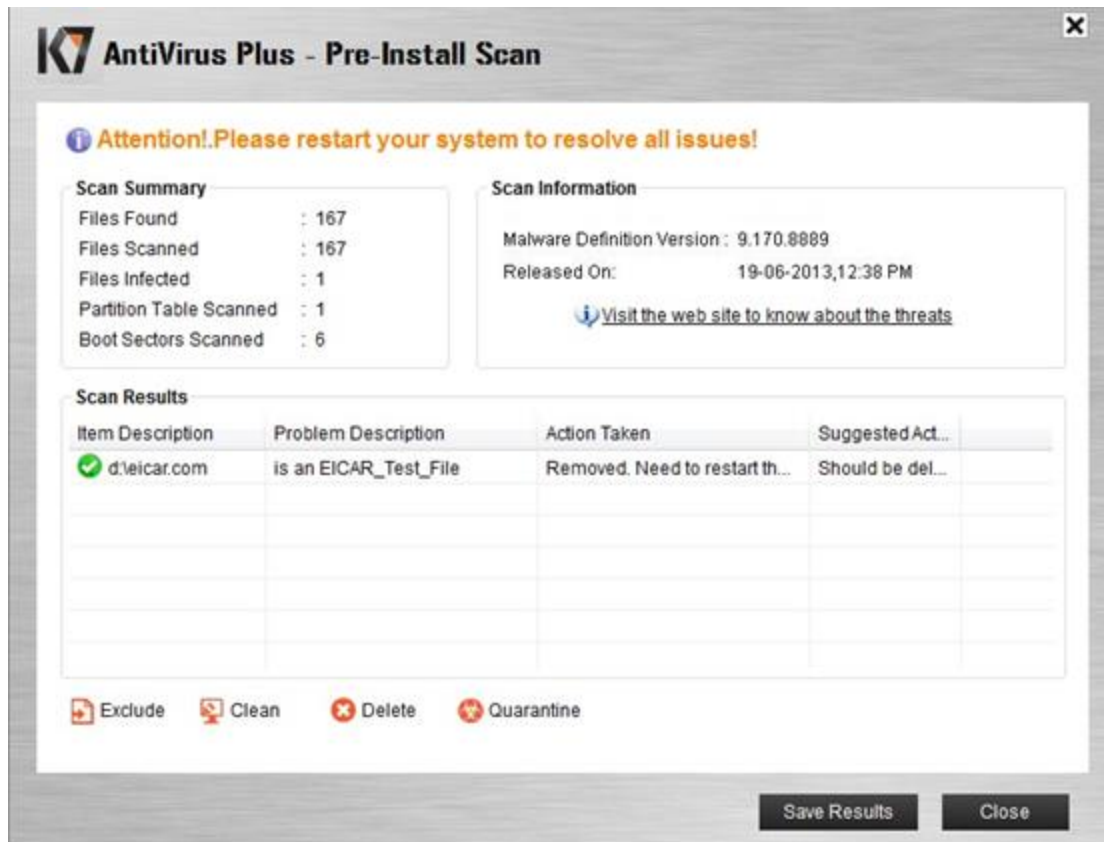 K7 AntiVirus Plus - Pre-Install Scan
Attention!.Please restart your system to resolve all issues!
Scan Summary
Files Found : 167
Files Scanned : 167
Files Infected : 1
Partition Table Scanned : 1
Boot Sectors Scanned : 6
Scan Information
Malware Definition Version : 9.170.8889
Released On: 19-06-2013,12:38 PM
Visit the web site to know about the threats
Scan Results
Item Description Problem Description Action Taken Suggested Act...
d:\eicar.com is an EICAR_Test_File Removed. Need to restart th... Should be del...
Exclude Clean Delete Quarantine
Save Results Close